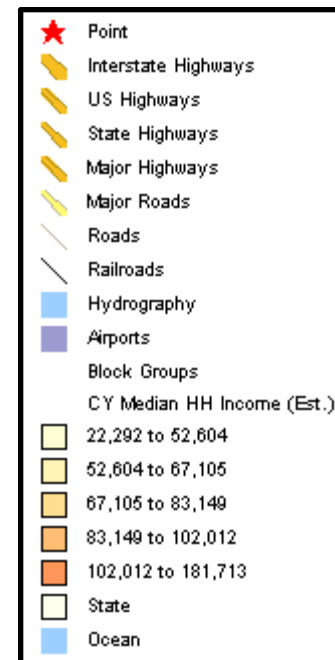 Point
Interstate Highways
US Highways
State Highways
Major Highways
Major Roads
Roads
Railroads
Hydrography
Airports
Block Groups
CY Median HH Income (Est.)
22,292 to 52,604
52,604 to 67,105
67,105 to 83,149
83,149 to 102,012
102,012 to 181,713
State
Ocean